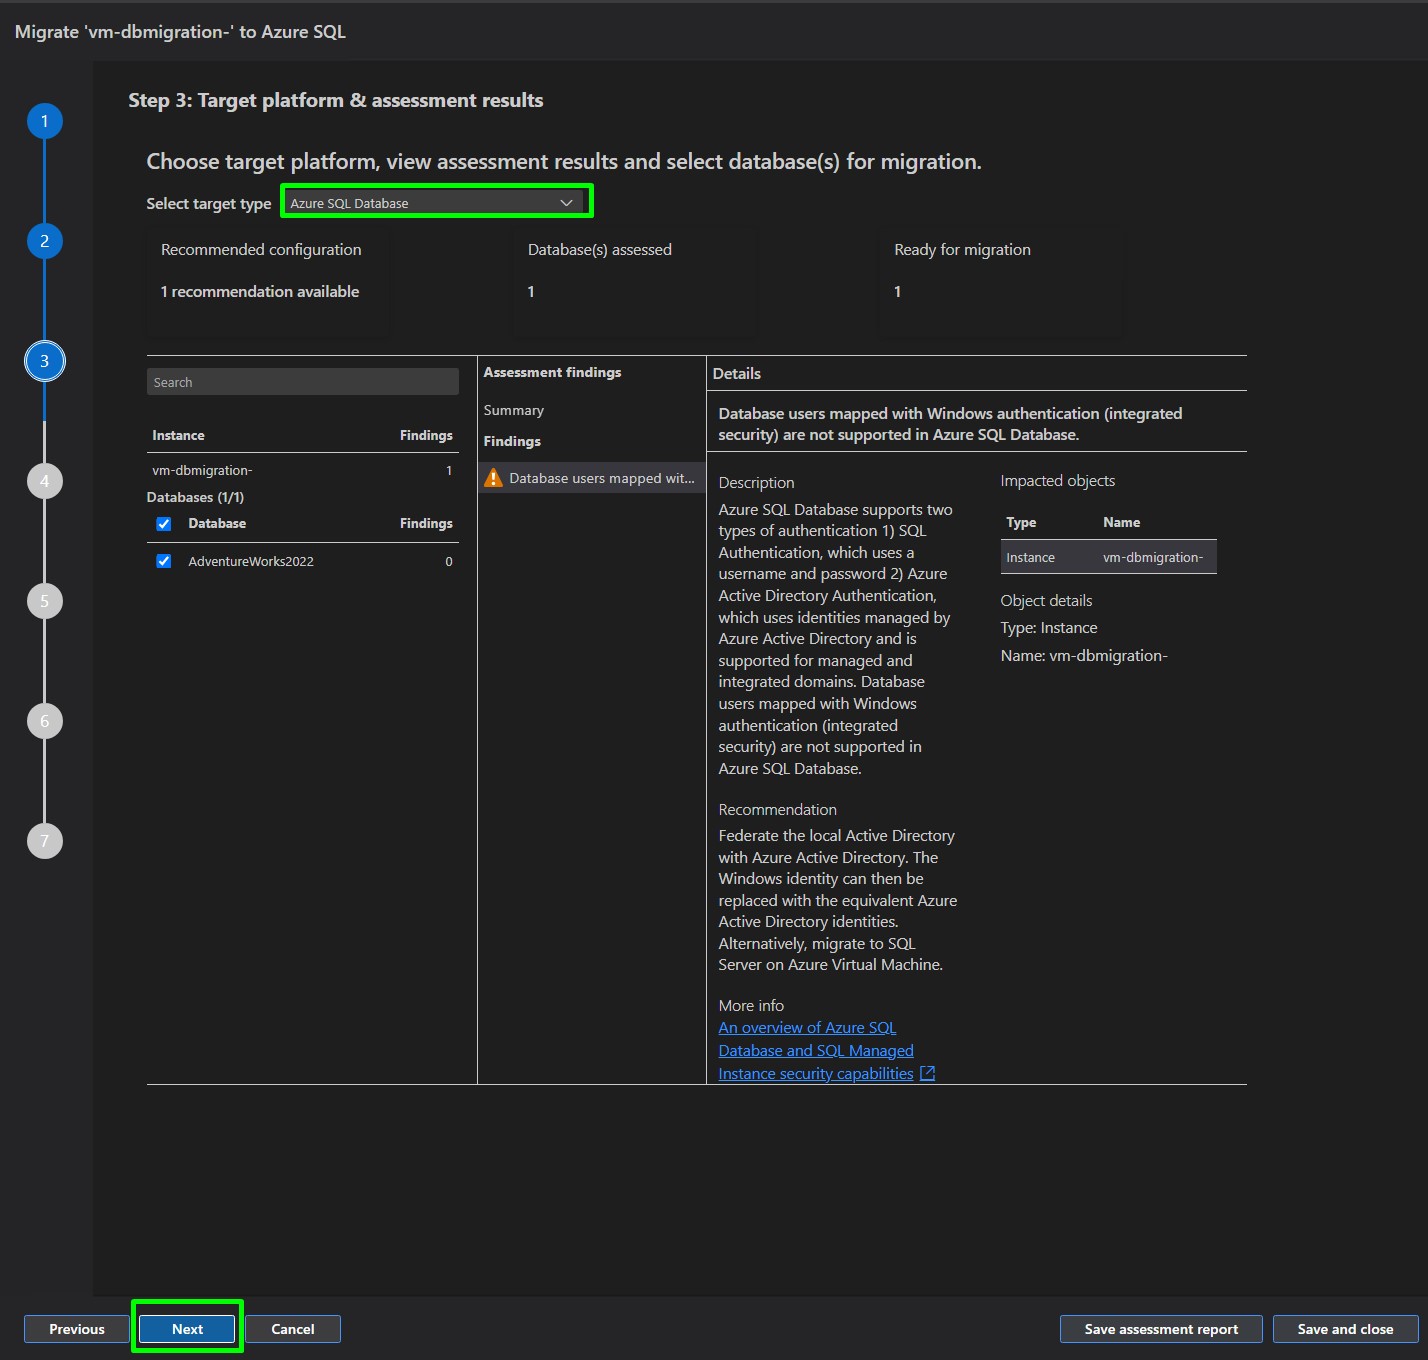 Migrate 'vm-dbmigration-' to Azure SQL
1
2
3
4
5
6
7
Step 3: Target platform & assessment results
Choose target platform, view assessment results and select database(s) for migration.
Select target type Azure SQL Database
Recommended configuration
1 recommendation available
Database(s) assessed
1
Ready for migration
1
Search
Instance Findings
vm-dbmigration- 1
Databases (1/1)
Database Findings
AdventureWorks2022 0
Assessment findings
Summary
Findings
Database users mapped wit...
Details
Database users mapped with Windows authentication (integrated
security) are not supported in Azure SQL Database.
Description
Azure SQL Database supports two
types of authentication 1) SQL
Authentication, which uses a
username and password 2) Azure
Active Directory Authentication,
which uses identities managed by
Azure Active Directory and is
supported for managed and
integrated domains. Database
users mapped with Windows
authentication (integrated
security) are not supported in
Azure SQL Database.
Recommendation
Federate the local Active Directory
with Azure Active Directory. The
Windows identity can then be
replaced with the equivalent Azure
Active Directory identities.
Alternatively, migrate to SQL
Server on Azure Virtual Machine.
More info
An overview of Azure SQL
Database and SQL Managed
Instance security capabilities
Impacted objects
Type Name
Instance vm-dbmigration-
Object details
Type: Instance
Name: vm-dbmigration-
Previous Next Cancel Save assessment report Save and close